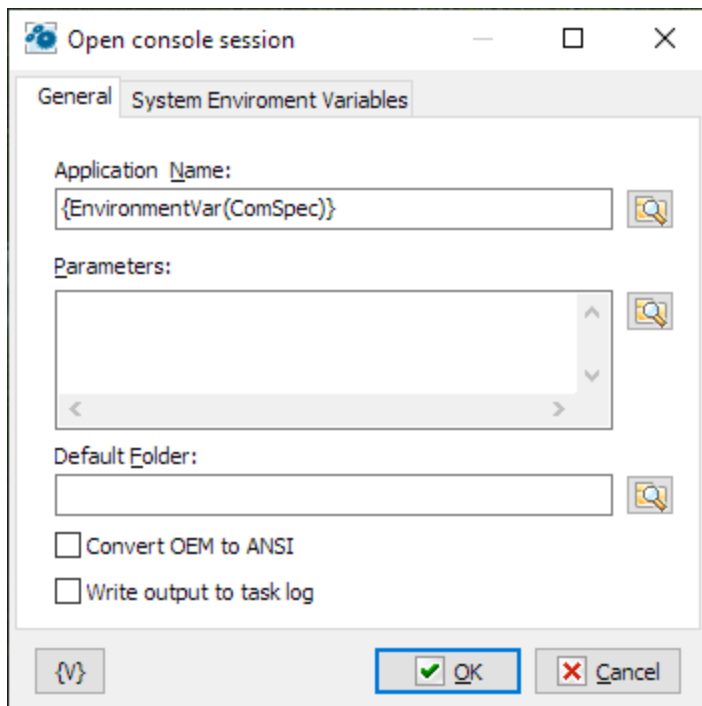 Open console session
General System Enviroment Variables
Application Name:
{EnvironmentVar(ComSpec)}
Parameters:
Default Folder:
Convert OEM to ANSI
Write output to task log
{V} OK Cancel